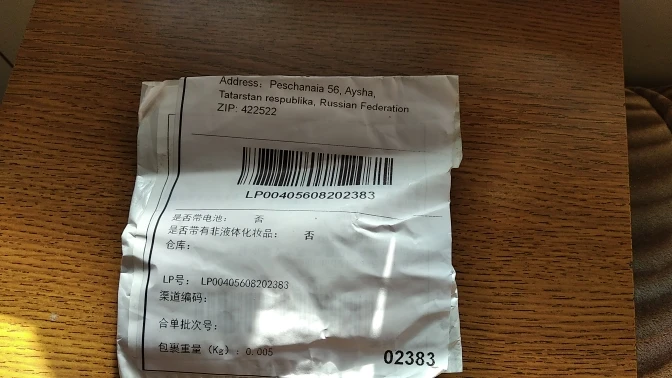 Address: Peschanaia 56, Aysha,
Tatarstan respublika, Russian Federation
ZIP: 422522
LP00405608202383
是否带电池: 否
是否带有非液体化妆品: 否
仓库:
LP号: LP00405608202383
渠道编码:
合单批次号:
包裹重量 (Kg) : 0.005
02383